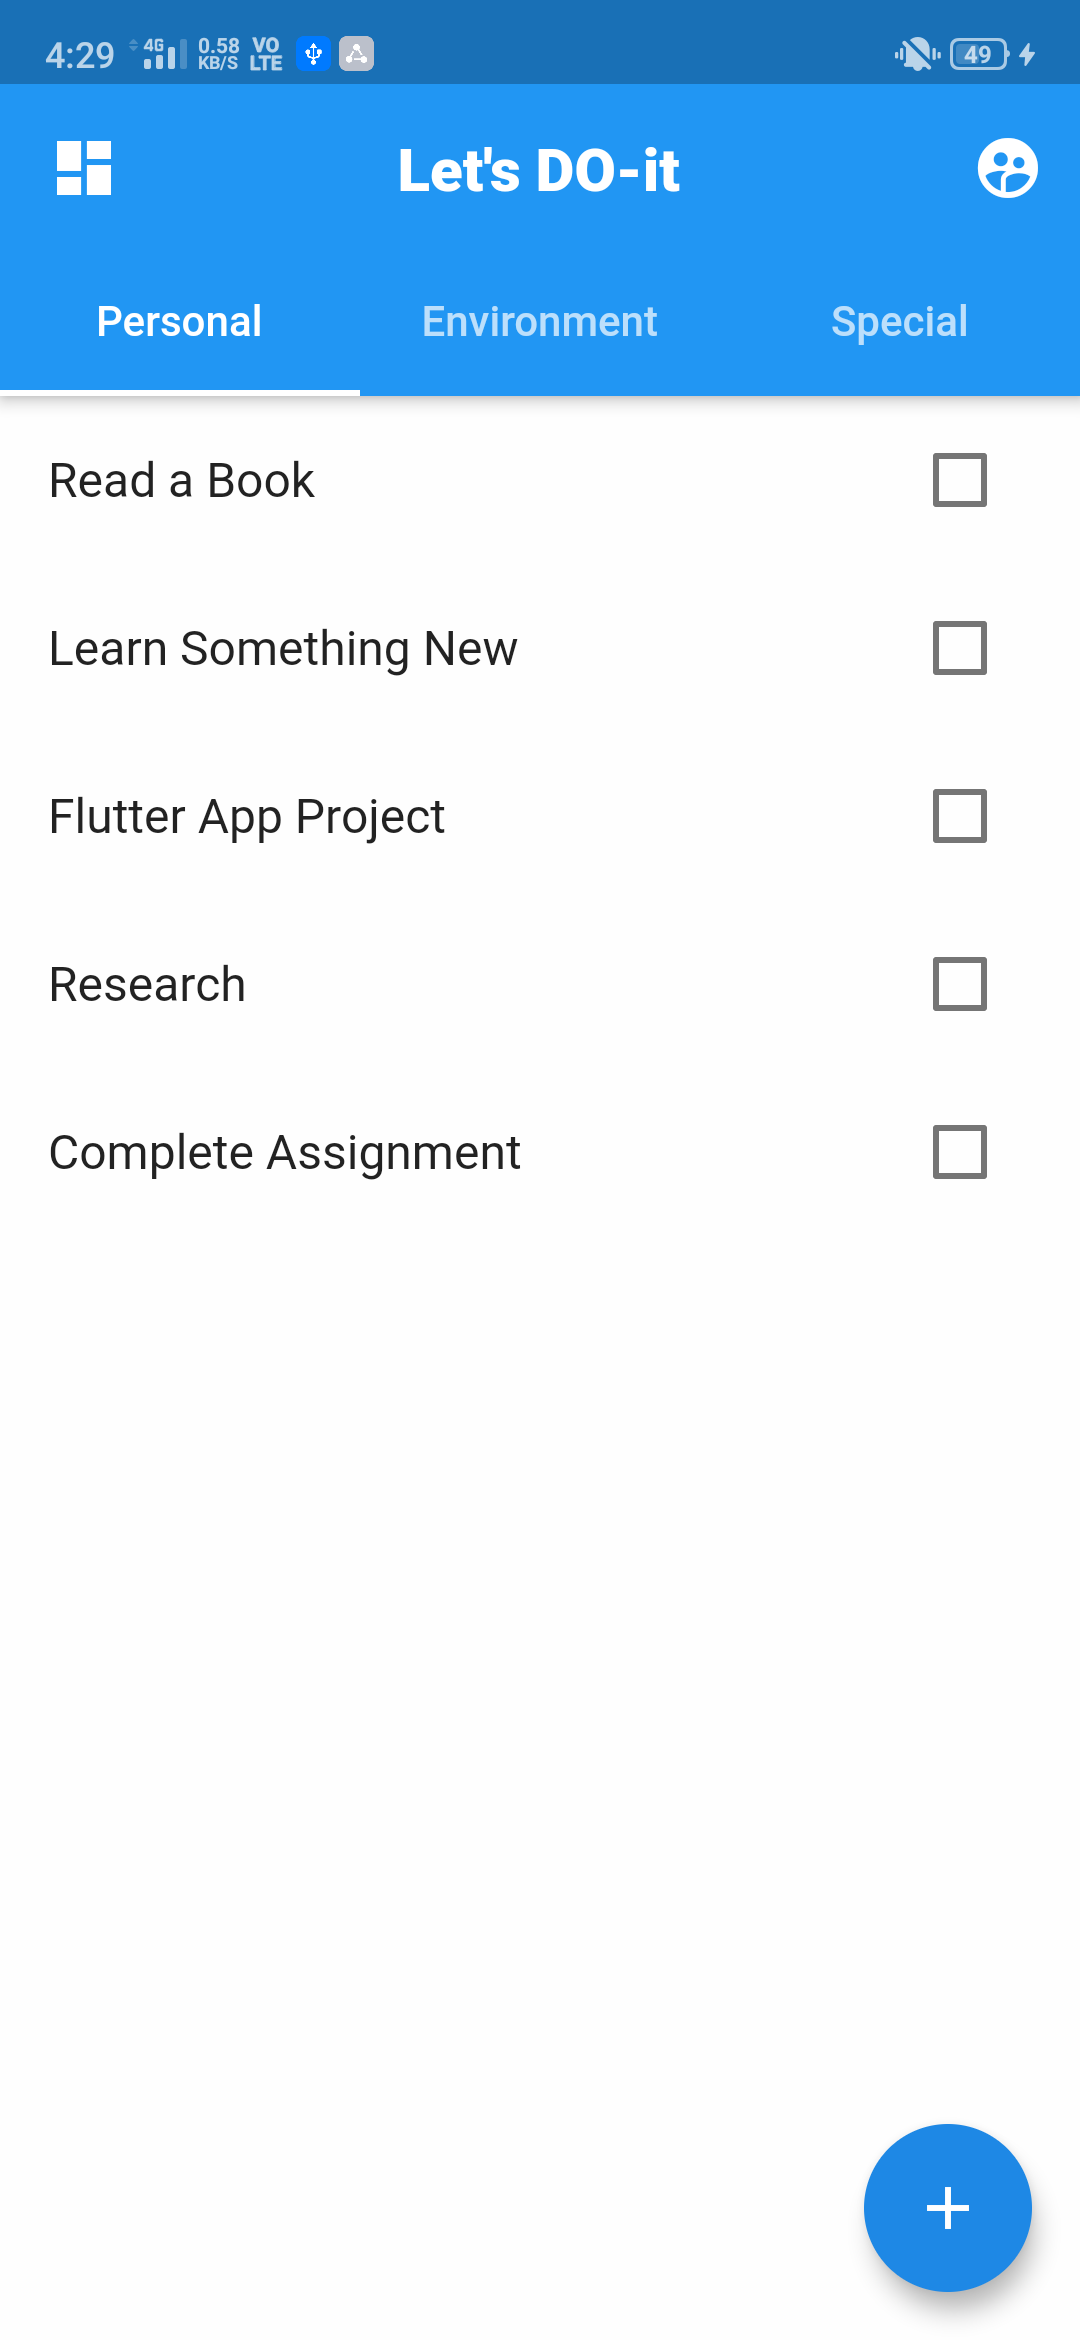 4:29 4G 0.58 KB/S VO LTE 49
Let's DO-it
Personal Environment Special
Read a Book
Learn Something New
Flutter App Project
Research
Complete Assignment
+